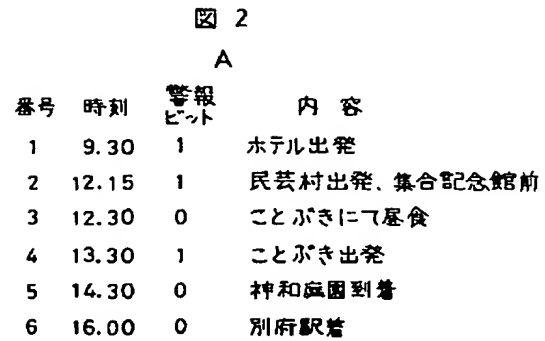 図 2
A
番号 時刻 警報ビット 内容
1 9.30 1 ホテル出発
2 12.15 1 民芸村出発、集合記念館前
3 12.30 0 ことぶきにて昼食
4 13.30 1 ことぶき出発
5 14.30 0 神和庭園到着
6 16.00 0 別府駅着